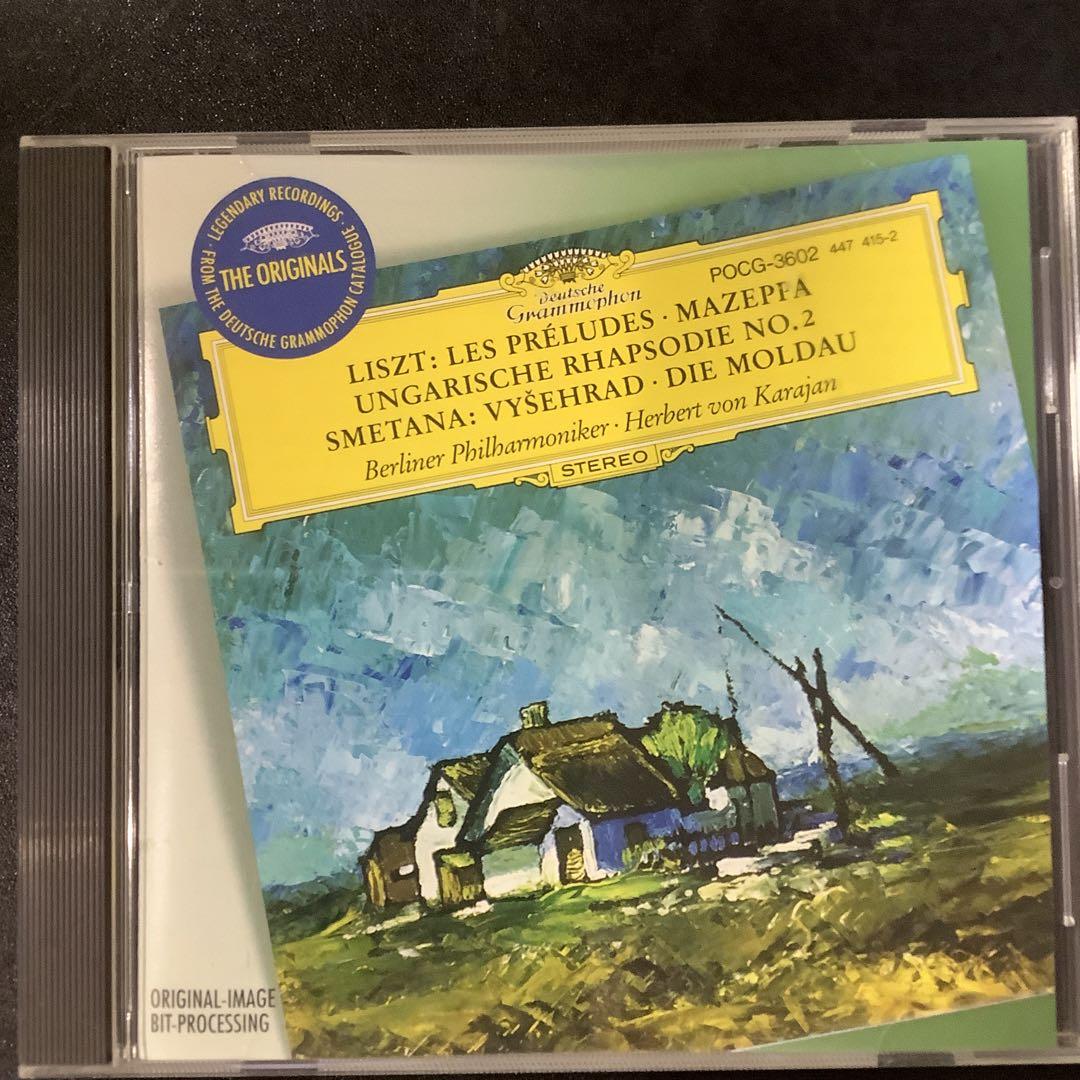 LEGENDARY RECORDINGS
THE ORIGINALS
FROM THE DEUTSCHE GRAMMOPHON CATALOGUE
POCG-3602 447 415-2
Deutsche
Grammophon
LISZT: LES PRÉLUDES · MAZEPPA
UNGARISCHE RHAPSODIE NO. 2
SMETANA: VYŠEHRAD · DIE MOLDAU
Berliner Philharmoniker · Herbert von Karajan
STEREO
ORIGINAL-IMAGE
BIT-PROCESSING